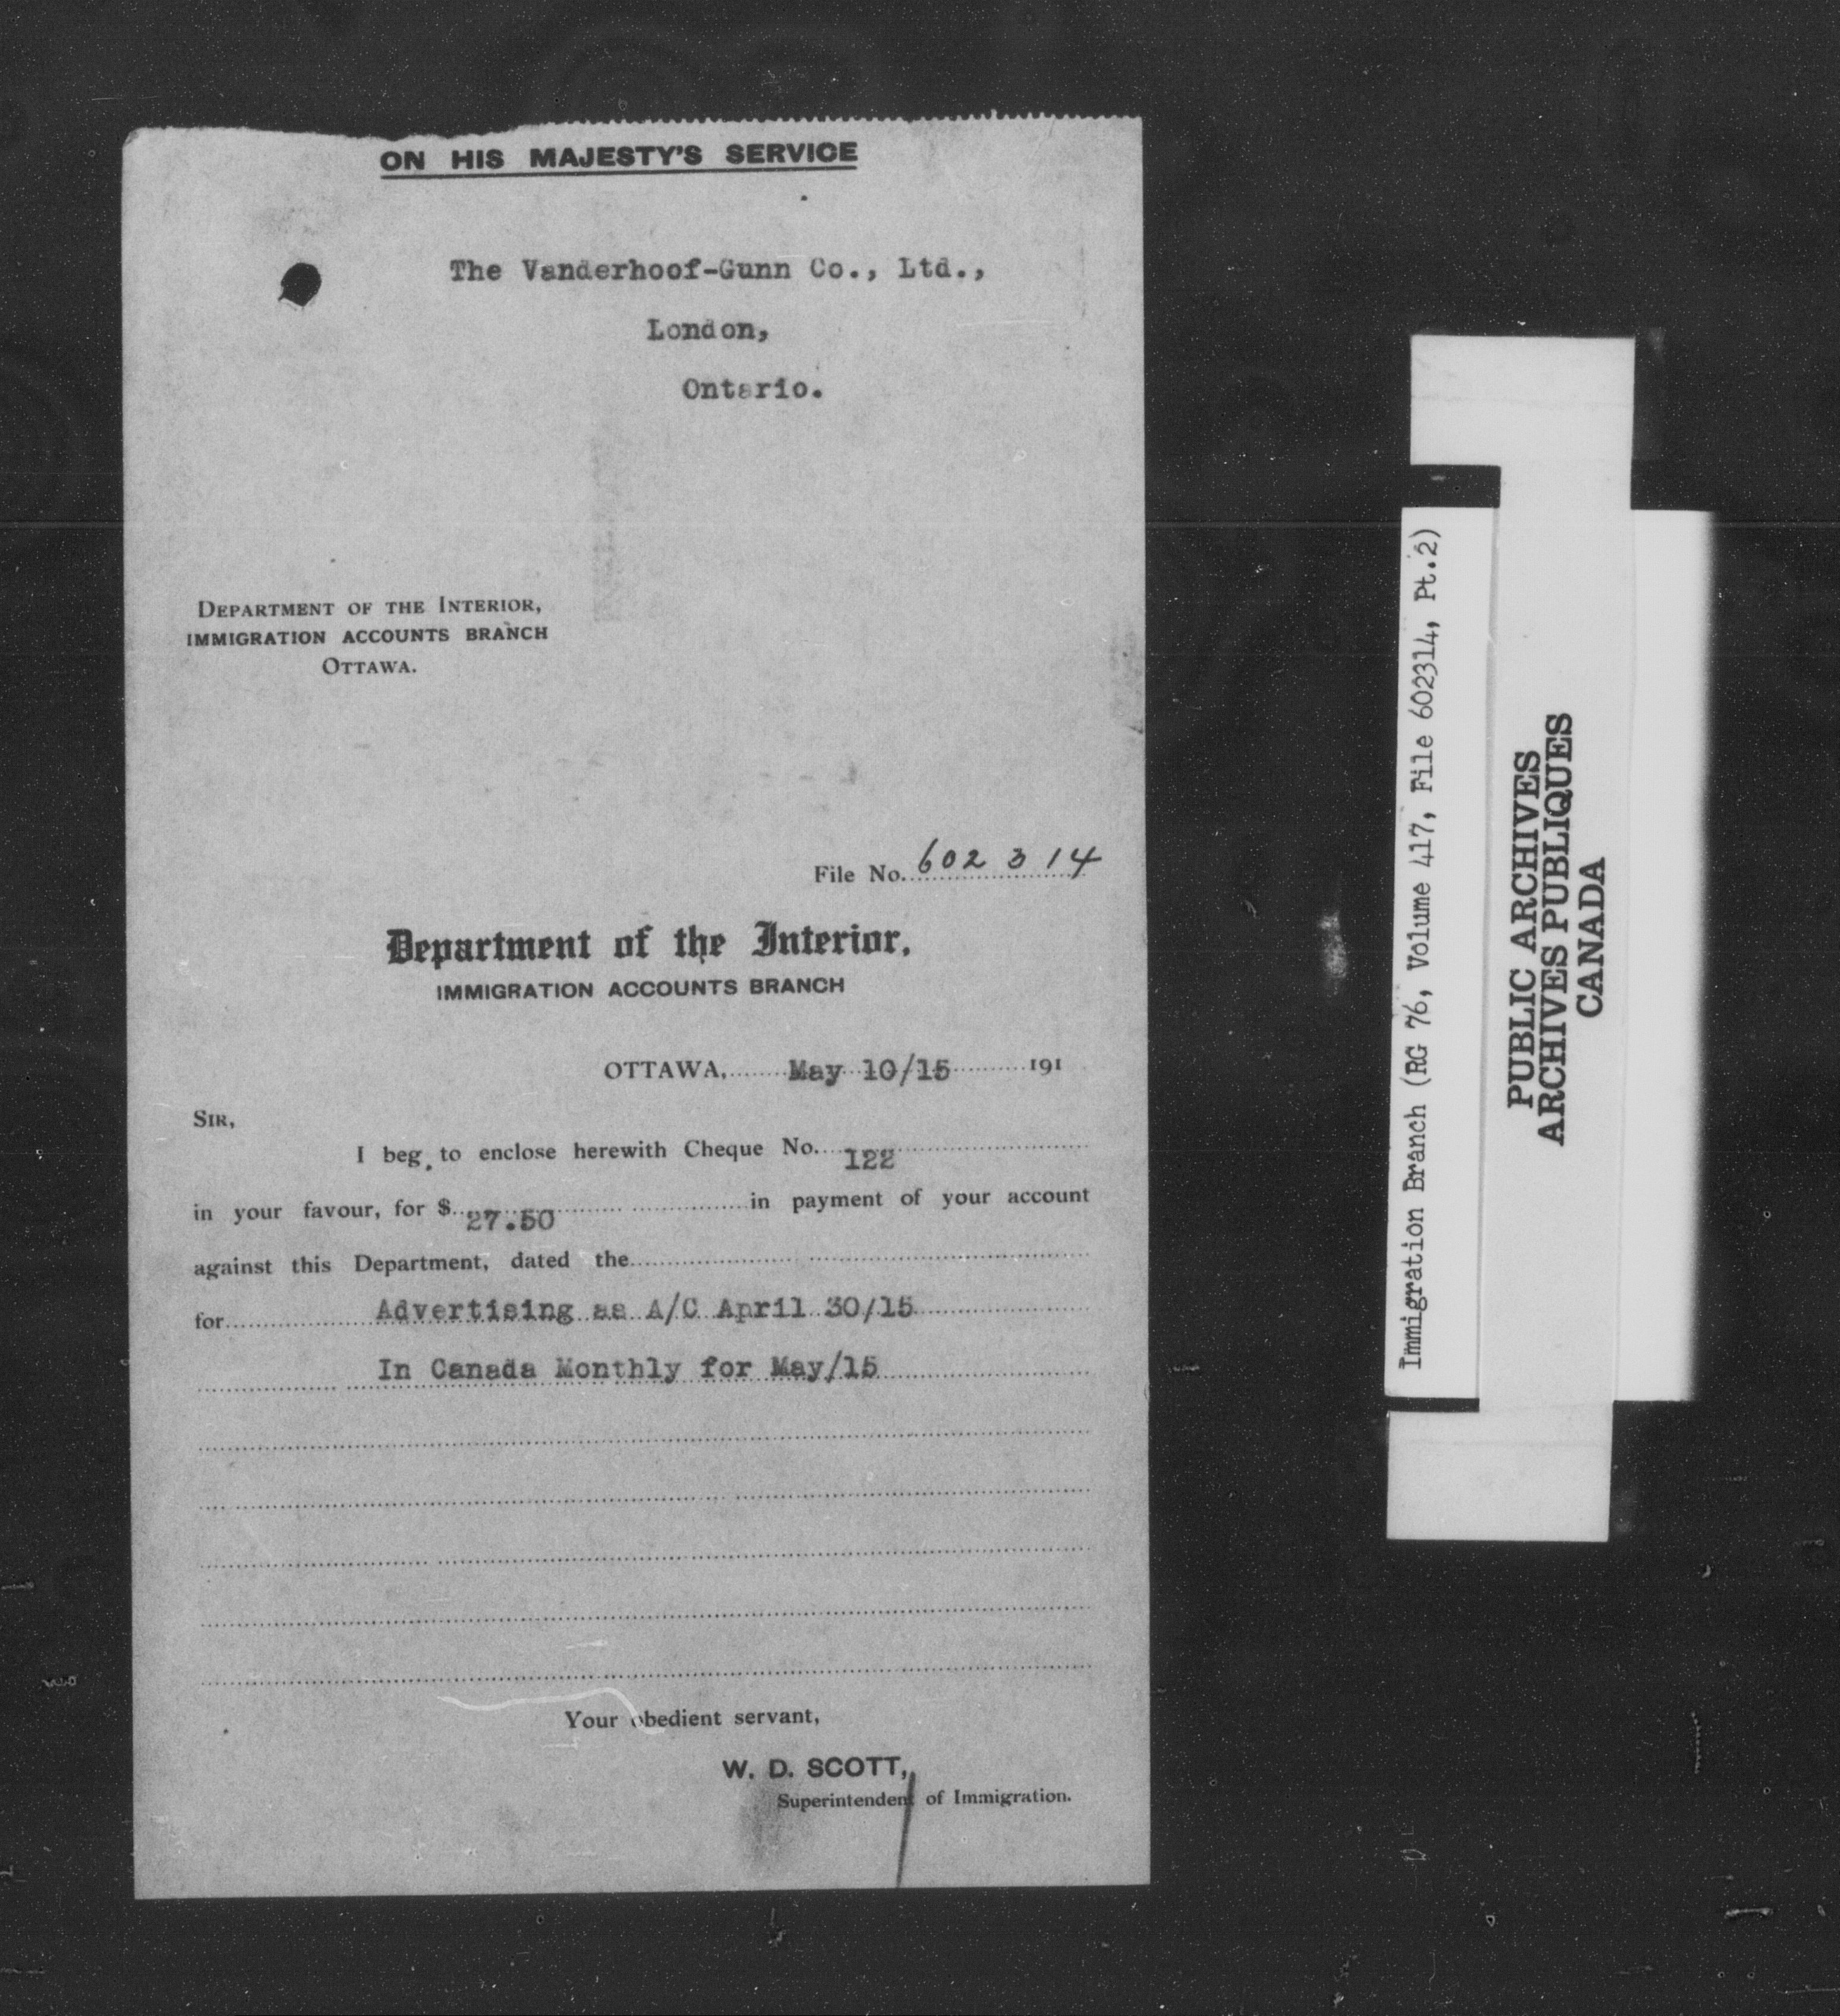 ON HIS MAJESTY'S SERVICE
The Vanderhoof-Gunn Co., Ltd.,
London,
Ontario.
DEPARTMENT OF THE INTERIOR,
IMMIGRATION ACCOUNTS BRANCH
OTTAWA.
File No. 602314
Department of the Interior,
IMMIGRATION ACCOUNTS BRANCH
OTTAWA, May 10/15 191
SIR,
I beg to enclose herewith Cheque No. 122
in your favour, for $ 27.50 in payment of your account
against this Department, dated the
for Advertising as A/C April 30/15
In Canada Monthly for May/15
Your obedient servant,
W. D. SCOTT,
Superintendent of Immigration.
Immigration Branch (RG 76, Volume 417, File 602314, Pt.2)
PUBLIC ARCHIVES
ARCHIVES PUBLIQUES
CANADA